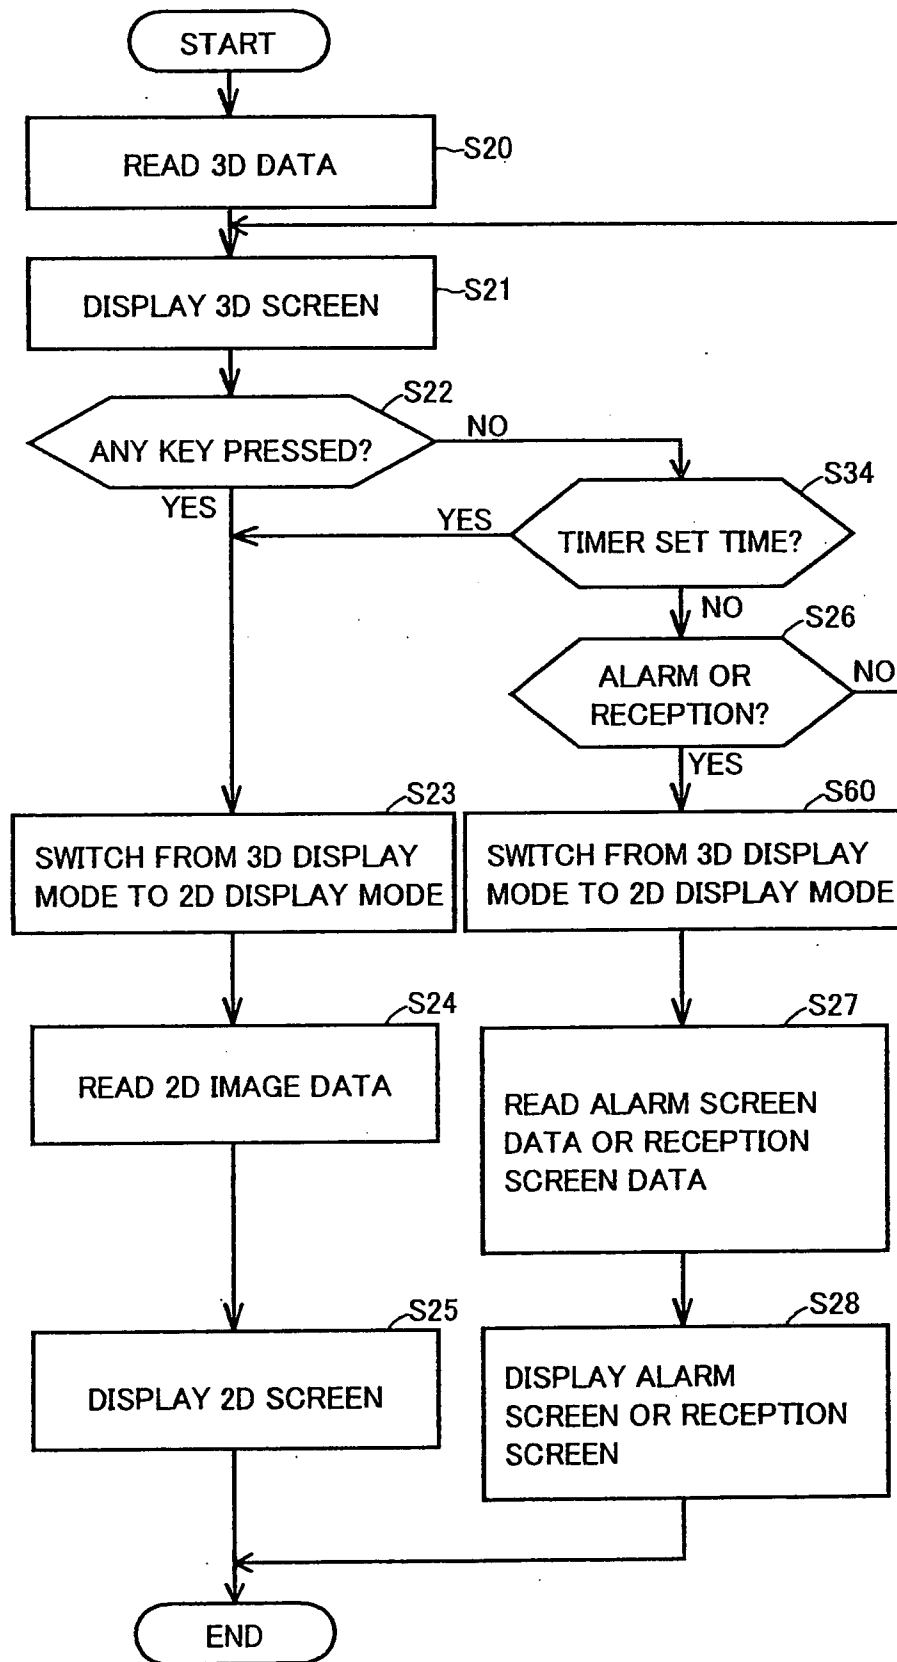 START
READ 3D DATA
S20
DISPLAY 3D SCREEN
S21
S22
ANY KEY PRESSED?
NO
YES
S34
TIMER SET TIME?
YES
NO
S26
ALARM OR
RECEPTION?
NO
YES
S23
SWITCH FROM 3D DISPLAY
MODE TO 2D DISPLAY MODE
S60
SWITCH FROM 3D DISPLAY
MODE TO 2D DISPLAY MODE
S24
READ 2D IMAGE DATA
S27
READ ALARM SCREEN
DATA OR RECEPTION
SCREEN DATA
S25
DISPLAY 2D SCREEN
S28
DISPLAY ALARM
SCREEN OR RECEPTION
SCREEN
END